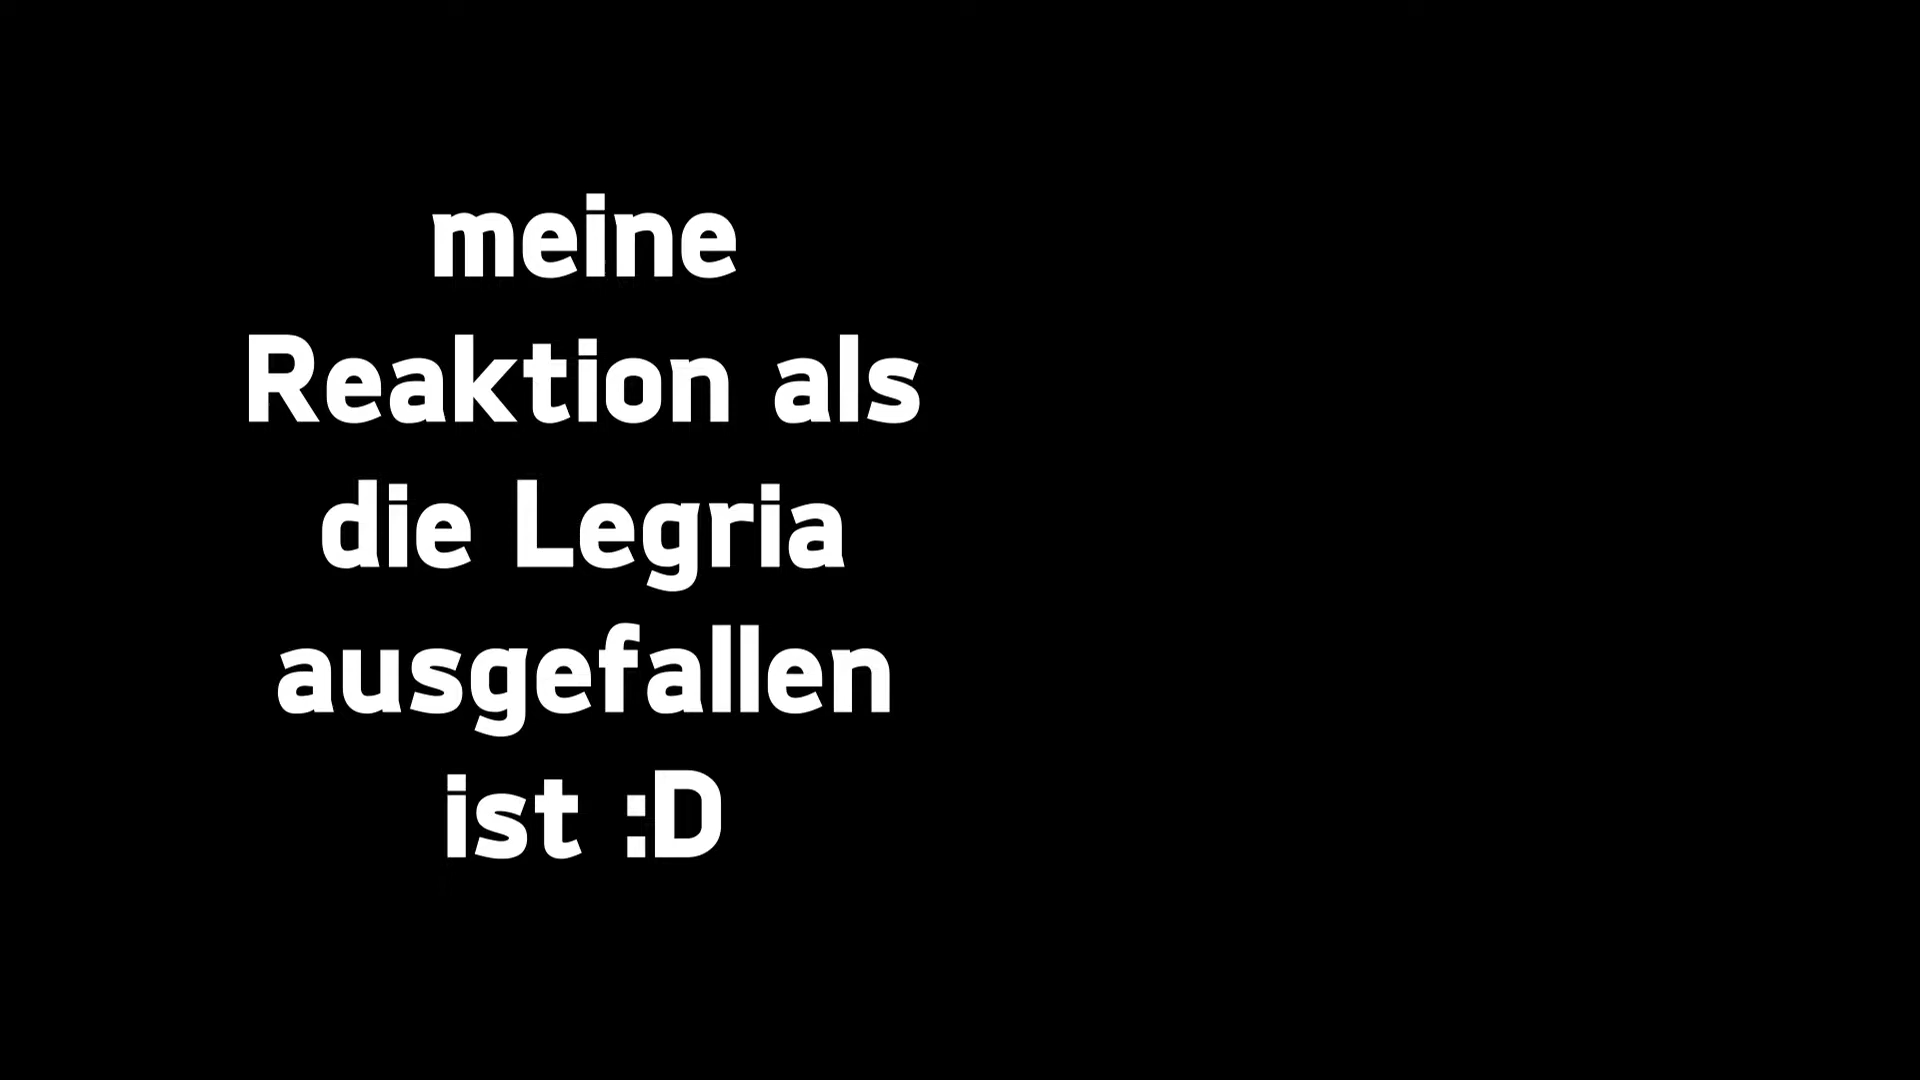 meine
Reaktion als
die Legria
ausgefallen
ist :D